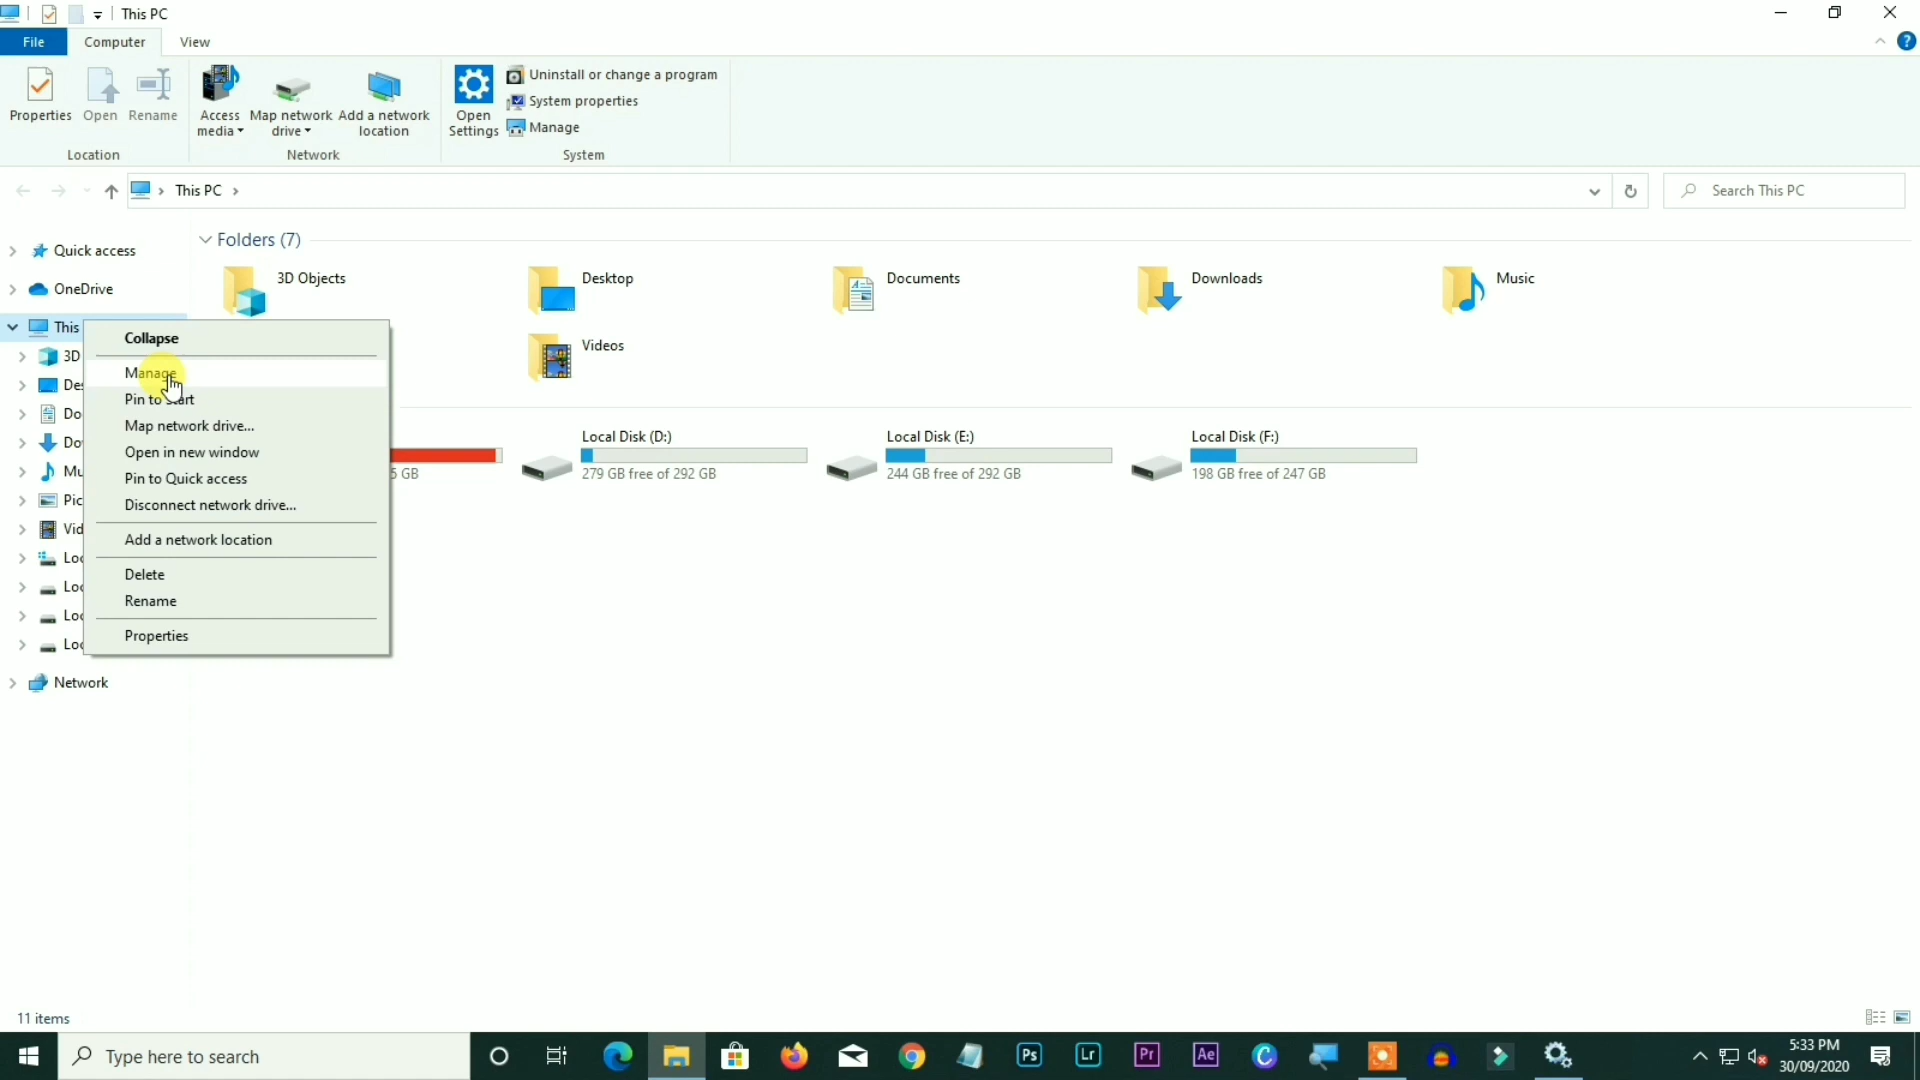 This PC
File
Computer
View
Properties
Open
Rename
Access media
Map network drive
Add a network location
Open Settings
Uninstall or change a program
System properties
Manage
Location
Network
System
This PC
Search This PC
Quick access
OneDrive
This
3D
Des
Do
Do
Mu
Pic
Vid
Loc
Loc
Loc
Loc
Network
Collapse
Manage
Pin to start
Map network drive...
Open in new window
Pin to Quick access
Disconnect network drive...
Add a network location
Delete
Rename
Properties
Folders (7)
3D Objects
Desktop
Documents
Downloads
Music
Videos
5 GB
Local Disk (D:)
279 GB free of 292 GB
Local Disk (E:)
244 GB free of 292 GB
Local Disk (F:)
198 GB free of 247 GB
11 items
Type here to search
Ps
Lr
Pr
Ae
5:33 PM
30/09/2020